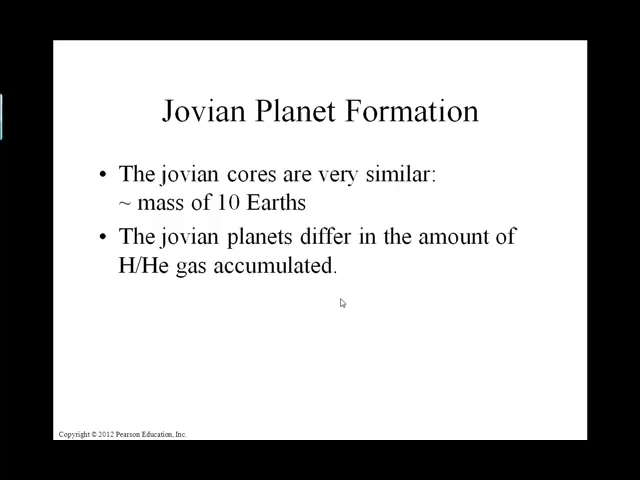 Jovian Planet Formation
• The jovian cores are very similar:
~ mass of 10 Earths
• The jovian planets differ in the amount of
H/He gas accumulated.
Copyright © 2012 Pearson Education, Inc.